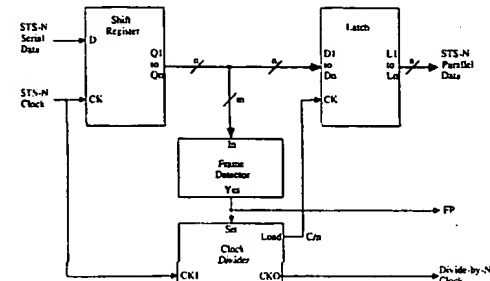 STS-N
Serial
Data
D
Shift
Register
Q1
to
Qn
n
n
Latch
D1
to
Dn
L1
to
Ln
n
STS-N
Parallel
Data
STS-N
Clock
CK
CK
m
In
Frame
Detector
Yes
FP
Set
Load
C/n
Clock
Divider
CKI
CKO
Divide-by-N
Clock